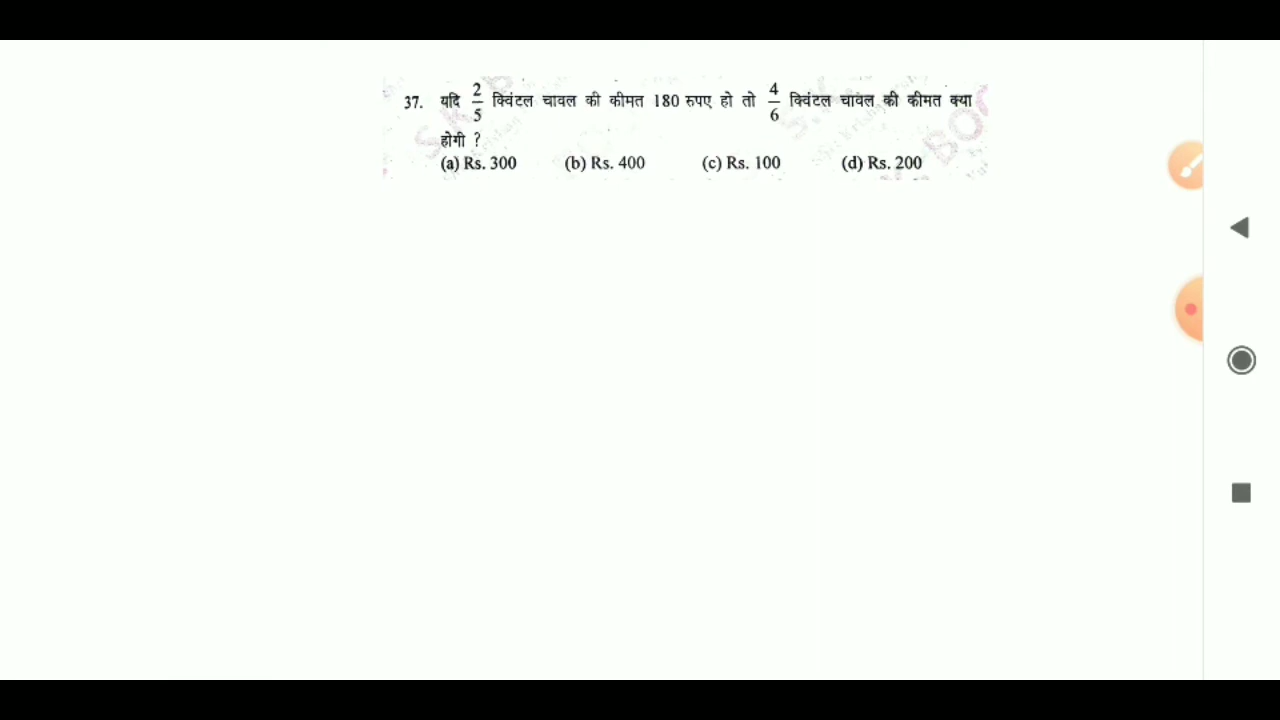 37. यदि 2/5 क्विंटल चावल की कीमत 180 रुपए हो तो 4/6 क्विंटल चावल की कीमत क्या
होगी ?
(a) Rs. 300 (b) Rs. 400 (c) Rs. 100 (d) Rs. 200